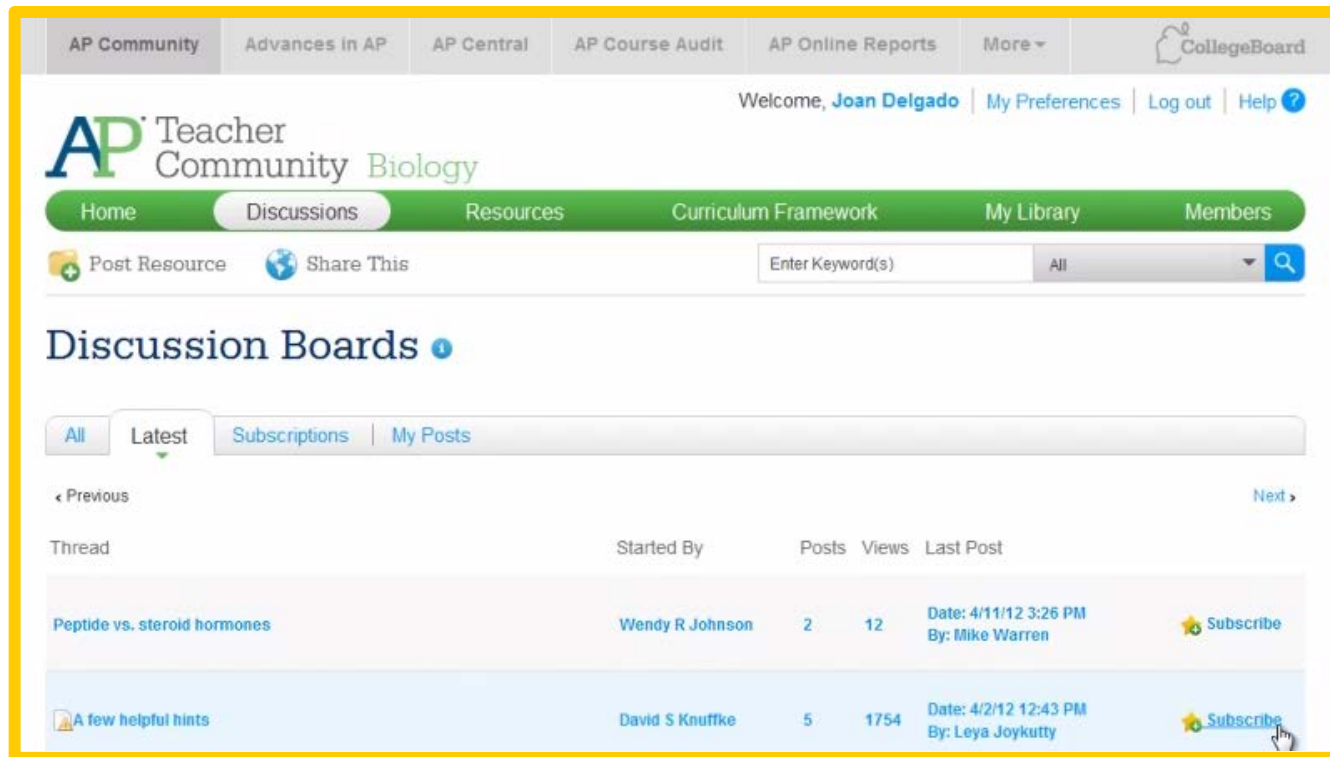 AP Community Advances in AP AP Central AP Course Audit AP Online Reports More CollegeBoard
Welcome, Joan Delgado | My Preferences | Log out | Help ?
AP Teacher
Community Biology
Home Discussions Resources Curriculum Framework My Library Members
Post Resource Share This Enter Keyword(s) All
Discussion Boards i
All Latest Subscriptions | My Posts
‹ Previous Next ›
Thread Started By Posts Views Last Post
Peptide vs. steroid hormones Wendy R Johnson 2 12 Date: 4/11/12 3:26 PM Subscribe
By: Mike Warren
A few helpful hints David S Knuffke 5 1754 Date: 4/2/12 12:43 PM Subscribe
By: Leya Joykutty